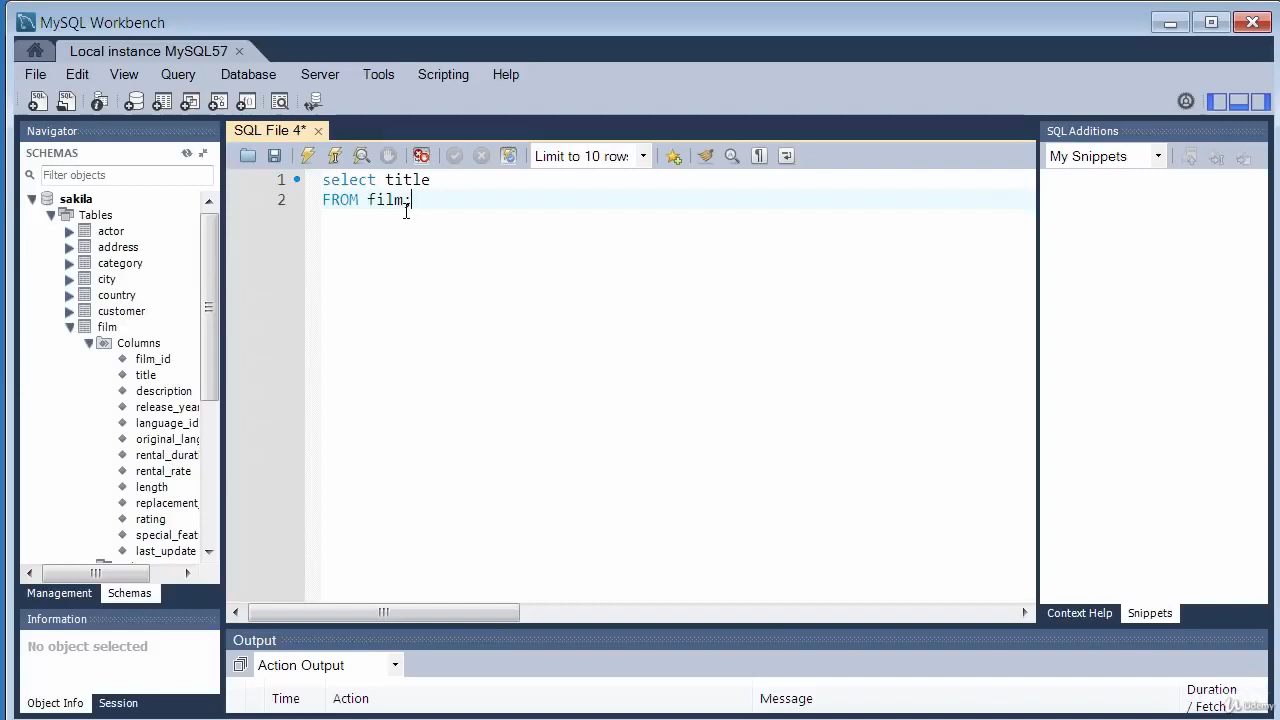 MySQL Workbench
Local instance MySQL57
File Edit View Query Database Server Tools Scripting Help
Navigator
SCHEMAS
Filter objects
sakila
Tables
actor
address
category
city
country
customer
film
Columns
film_id
title
description
release_year
language_id
original_lang
rental_durat
rental_rate
length
replacement_
rating
special_feat
last_update
Management Schemas
Information
No object selected
Object Info Session
SQL File 4*
Limit to 10 rows
1 select title
2 FROM film;
SQL Additions
My Snippets
Context Help Snippets
Output
Action Output
Time Action Message Duration / Fetch
Udemy